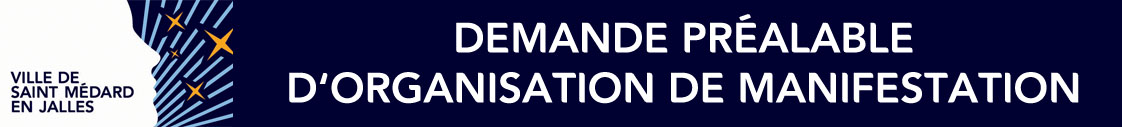 VILLE DE
SAINT MÉDARD
EN JALLES
DEMANDE PRÉALABLE
D'ORGANISATION DE MANIFESTATION